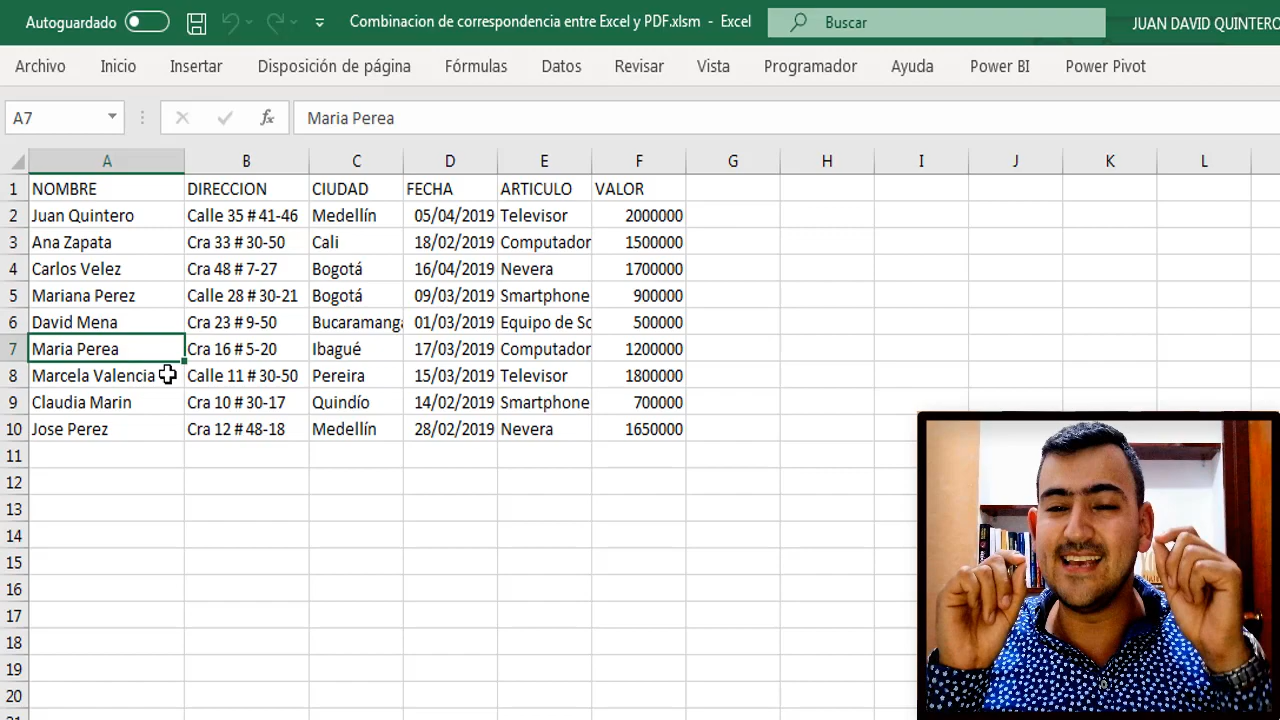 Autoguardado Combinacion de correspondencia entre Excel y PDF.xlsm - Excel Buscar JUAN DAVID QUINTERO
Archivo Inicio Insertar Disposición de página Fórmulas Datos Revisar Vista Programador Ayuda Power BI Power Pivot
A7 fx Maria Perea
A B C D E F G H I J K L
1 NOMBRE DIRECCION CIUDAD FECHA ARTICULO VALOR
2 Juan Quintero Calle 35 # 41-46 Medellín 05/04/2019 Televisor 2000000
3 Ana Zapata Cra 33 # 30-50 Cali 18/02/2019 Computador 1500000
4 Carlos Velez Cra 48 # 7-27 Bogotá 16/04/2019 Nevera 1700000
5 Mariana Perez Calle 28 # 30-21 Bogotá 09/03/2019 Smartphone 900000
6 David Mena Cra 23 # 9-50 Bucaramanga 01/03/2019 Equipo de So 500000
7 Maria Perea Cra 16 # 5-20 Ibagué 17/03/2019 Computador 1200000
8 Marcela Valencia Calle 11 # 30-50 Pereira 15/03/2019 Televisor 1800000
9 Claudia Marin Cra 10 # 30-17 Quindío 14/02/2019 Smartphone 700000
10 Jose Perez Cra 12 # 48-18 Medellín 28/02/2019 Nevera 1650000
11
12
13
14
15
16
17
18
19
20